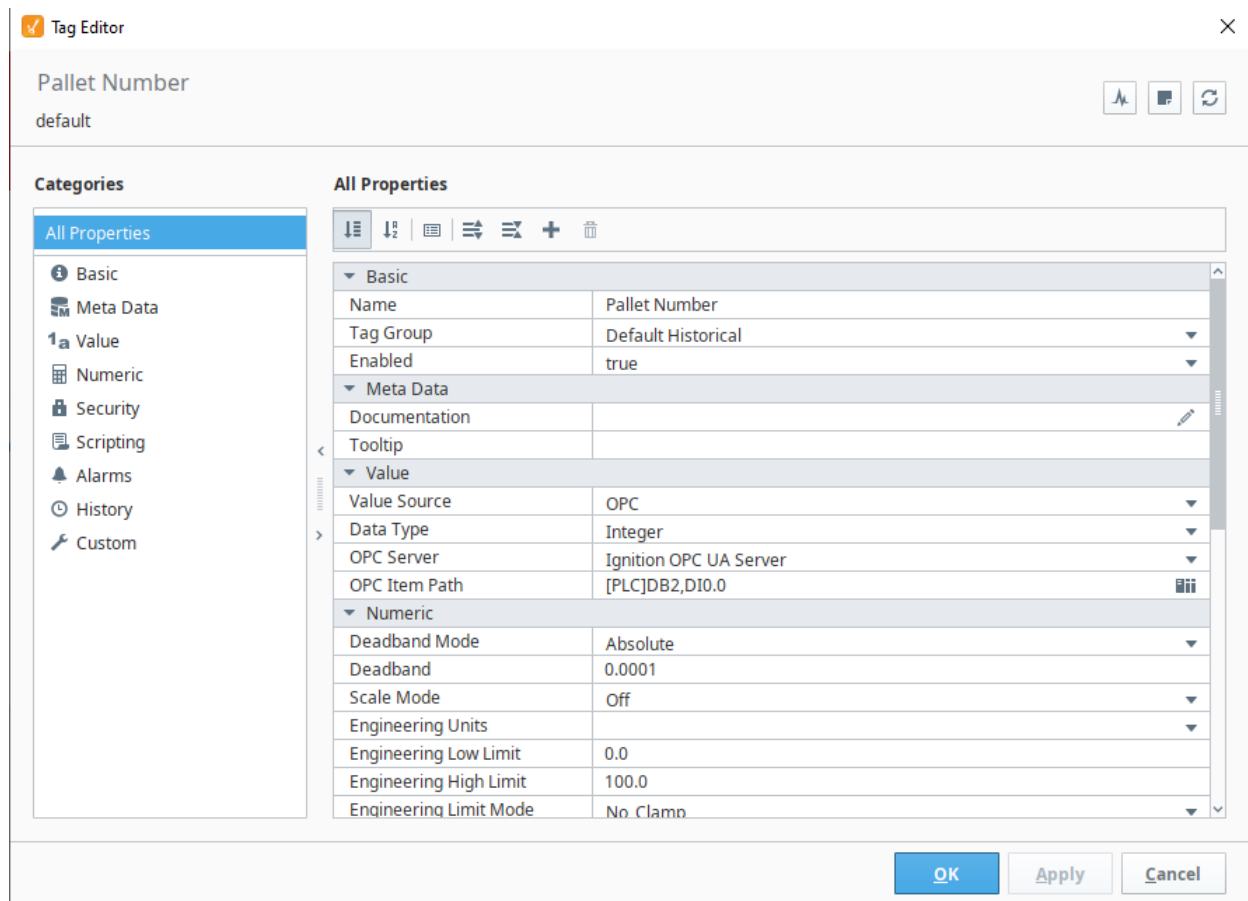 Tag Editor
Pallet Number
default
Categories
All Properties
Basic
Meta Data
1a Value
Numeric
Security
Scripting
Alarms
History
Custom
All Properties
Basic
Name Pallet Number
Tag Group Default Historical
Enabled true
Meta Data
Documentation
Tooltip
Value
Value Source OPC
Data Type Integer
OPC Server Ignition OPC UA Server
OPC Item Path [PLC]DB2,DI0.0
Numeric
Deadband Mode Absolute
Deadband 0.0001
Scale Mode Off
Engineering Units
Engineering Low Limit 0.0
Engineering High Limit 100.0
Engineering Limit Mode No_Clamp
OK Apply Cancel